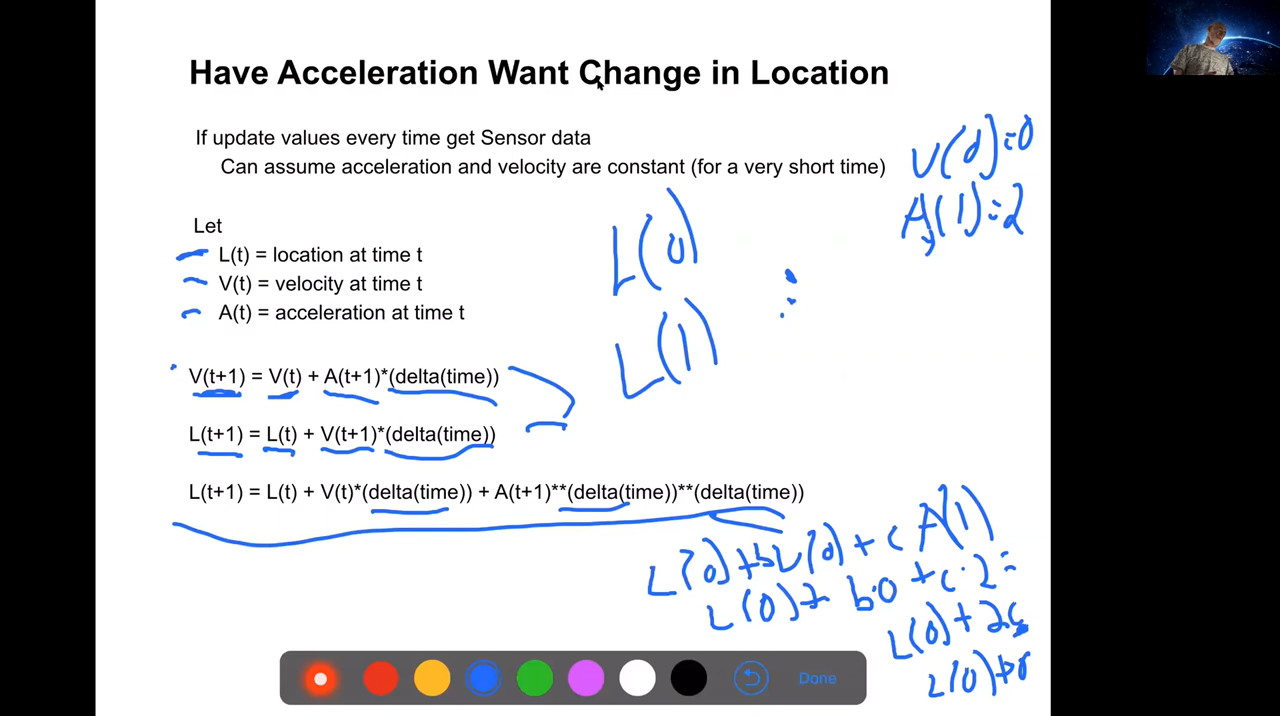 Have Acceleration Want Change in Location
If update values every time get Sensor data
Can assume acceleration and velocity are constant (for a very short time)
V(0)=0
A(1)=2
y
Let
L(t) = location at time t
V(t) = velocity at time t
A(t) = acceleration at time t
L(0)
L(1)
V(t+1) = V(t) + A(t+1)*(delta(time))
L(t+1) = L(t) + V(t+1)*(delta(time))
L(t+1) = L(t) + V(t)*(delta(time)) + A(t+1)**(delta(time))**(delta(time))
L(0)+bV(0)+c A(1)
L(0)+ b·0 +c·2=
L(0)+2c
Done